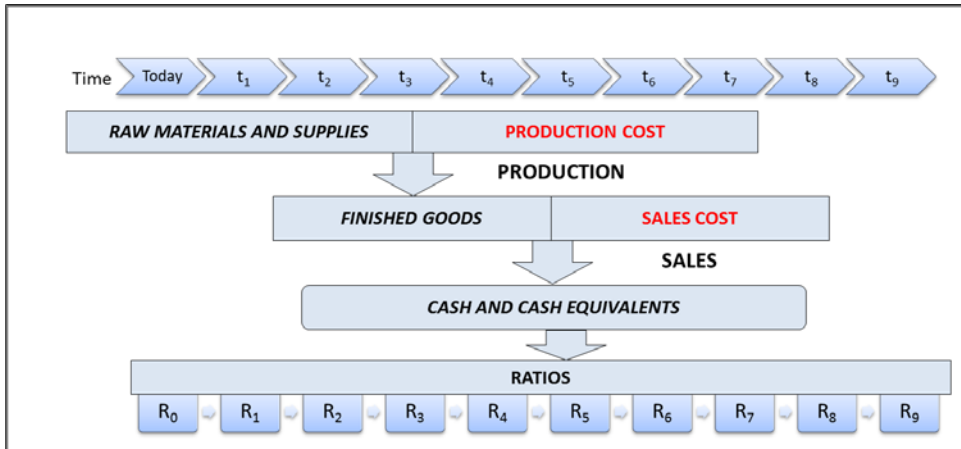 Time Today t₁ t₂ t₃ t₄ t₅ t₆ t₇ t₈ t₉
RAW MATERIALS AND SUPPLIES PRODUCTION COST
PRODUCTION
FINISHED GOODS SALES COST
SALES
CASH AND CASH EQUIVALENTS
RATIOS
R₀ R₁ R₂ R₃ R₄ R₅ R₆ R₇ R₈ R₉